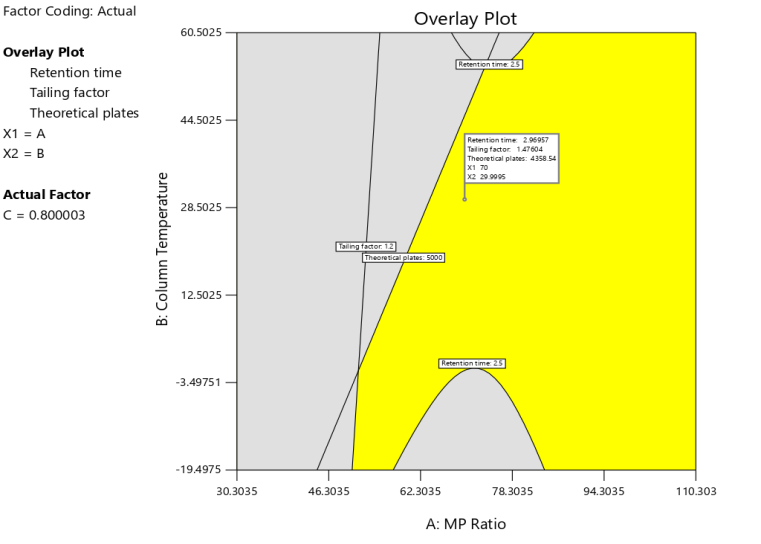 Factor Coding: Actual
Overlay Plot
Retention time
Tailing factor
Theoretical plates
X1 = A
X2 = B
Actual Factor
C = 0.800003
Overlay Plot
60.5025
44.5025
28.5025
12.5025
-3.49751
-19.4975
B: Column Temperature
Retention time: 2.5
Retention time: 2.96957
Tailing factor: 1.47604
Theoretical plates: 4358.54
X1 70
X2 29.9995
Tailing factor: 1.2
Theoretical plates: 5000
Retention time: 2.5
30.3035
46.3035
62.3035
78.3035
94.3035
110.303
A: MP Ratio